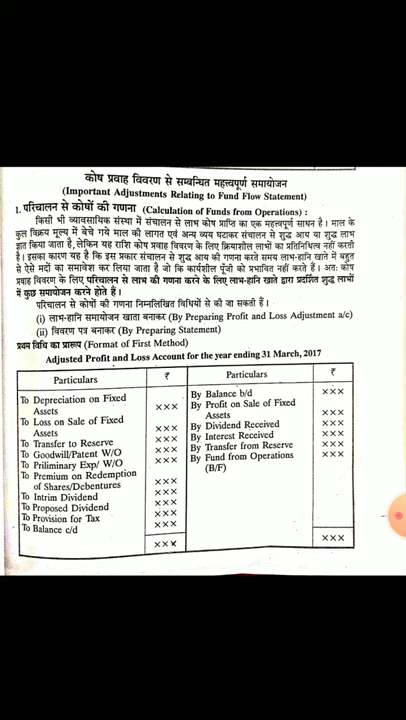 कोष प्रवाह विवरण से सम्बन्धित महत्त्वपूर्ण समायोजन
(Important Adjustments Relating to Fund Flow Statement)
1. परिचालन से कोषों की गणना (Calculation of Funds from Operations) :
किसी भी व्यावसायिक संस्था में संचालन से लाभ कोष प्राप्ति का एक महत्वपूर्ण साधन है। माल के
कुल विक्रय मूल्य में बेचे गये माल की लागत एवं अन्य व्यय घटाकर संचालन से शुद्ध आय या शुद्ध लाभ
ज्ञात किया जाता है, लेकिन यह राशि कोष प्रवाह विवरण के लिए क्रियाशील लाभों का प्रतिनिधित्व नहीं करती
है। इसका कारण यह है कि इस प्रकार संचालन से शुद्ध आय की गणना करते समय लाभ-हानि खाते में बहुत
से ऐसे मदों का समावेश कर लिया जाता है जो कि कार्यशील पूँजी को प्रभावित नहीं करते हैं। अतः कोष
प्रवाह विवरण के लिए परिचालन से लाभ की गणना करने के लिए लाभ-हानि खाते द्वारा प्रदर्शित शुद्ध लाभों
में कुछ समायोजन करने होते हैं।
परिचालन से कोषों की गणना निम्नलिखित विधियों से की जा सकती हैं।
(i) लाभ-हानि समायोजन खाता बनाकर (By Preparing Profit and Loss Adjustment a/c)
(ii) विवरण पत्र बनाकर (By Preparing Statement)
प्रथम विधि का प्रारूप (Format of First Method)
Adjusted Profit and Loss Account for the year ending 31 March, 2017
Particulars ₹ Particulars ₹
To Depreciation on Fixed
Assets ×××
To Loss on Sale of Fixed
Assets ×××
To Transfer to Reserve ×××
To Goodwill/Patent W/O ×××
To Priliminary Exp/ W/O ×××
To Premium on Redemption
of Shares/Debentures ×××
To Intrim Dividend ×××
To Proposed Dividend ×××
To Provision for Tax ×××
To Balance c/d ×××
×××
By Balance b/d ×××
By Profit on Sale of Fixed
Assets ×××
By Dividend Received ×××
By Interest Received ×××
By Transfer from Reserve ×××
By Fund from Operations ×××
(B/F)
×××